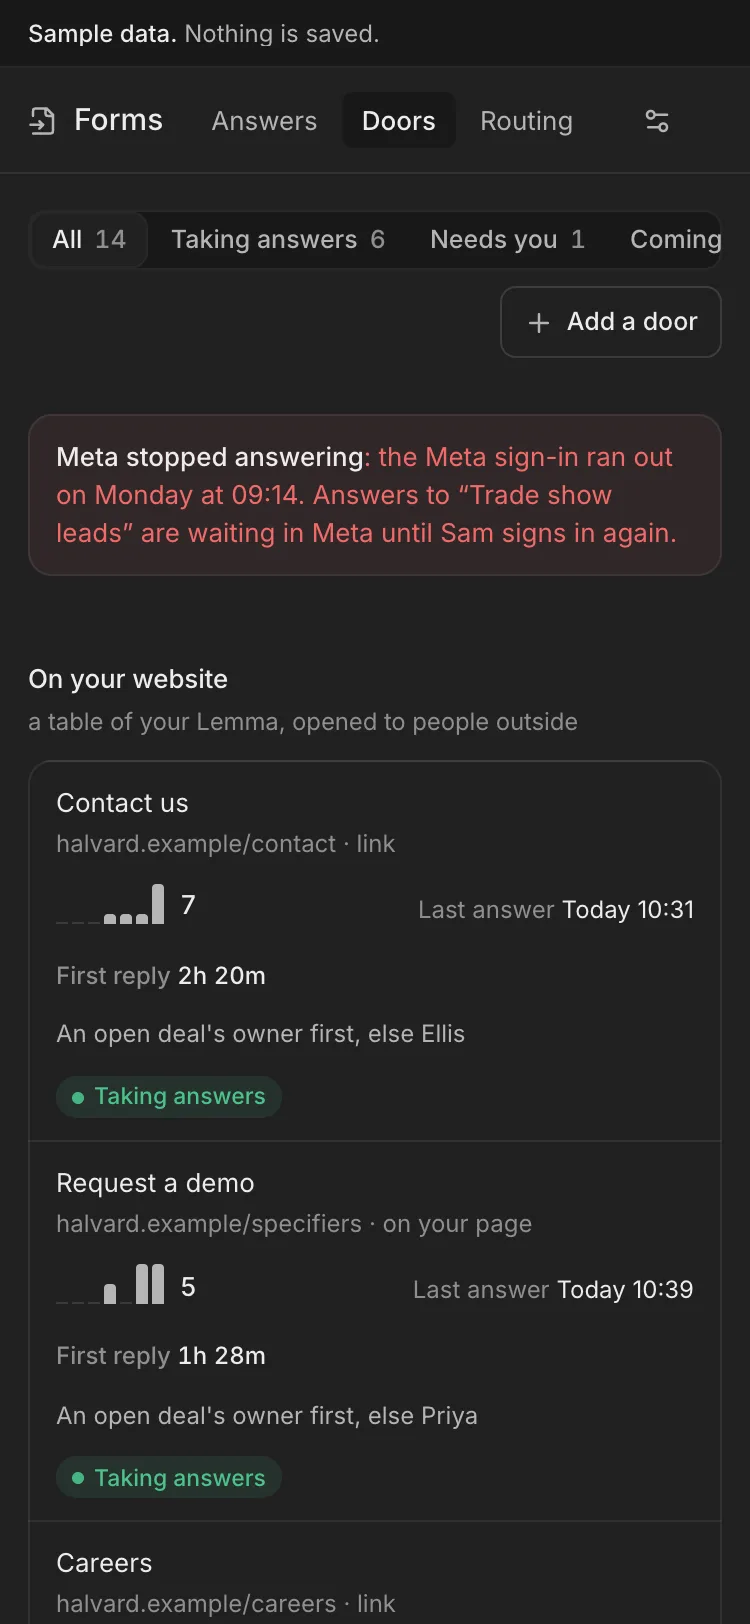 Sample data. Nothing is saved.
Forms
Answers
Doors
Routing
All 14
Taking answers 6
Needs you 1
Coming
Add a door
Meta stopped answering: the Meta sign-in ran out
on Monday at 09:14. Answers to “Trade show
leads” are waiting in Meta until Sam signs in again.
On your website
a table of your Lemma, opened to people outside
Contact us
halvard.example/contact · link
7
Last answer Today 10:31
First reply 2h 20m
An open deal's owner first, else Ellis
Taking answers
Request a demo
halvard.example/specifiers · on your page
5
Last answer Today 10:39
First reply 1h 28m
An open deal's owner first, else Priya
Taking answers
Careers
halvard.example/careers · link